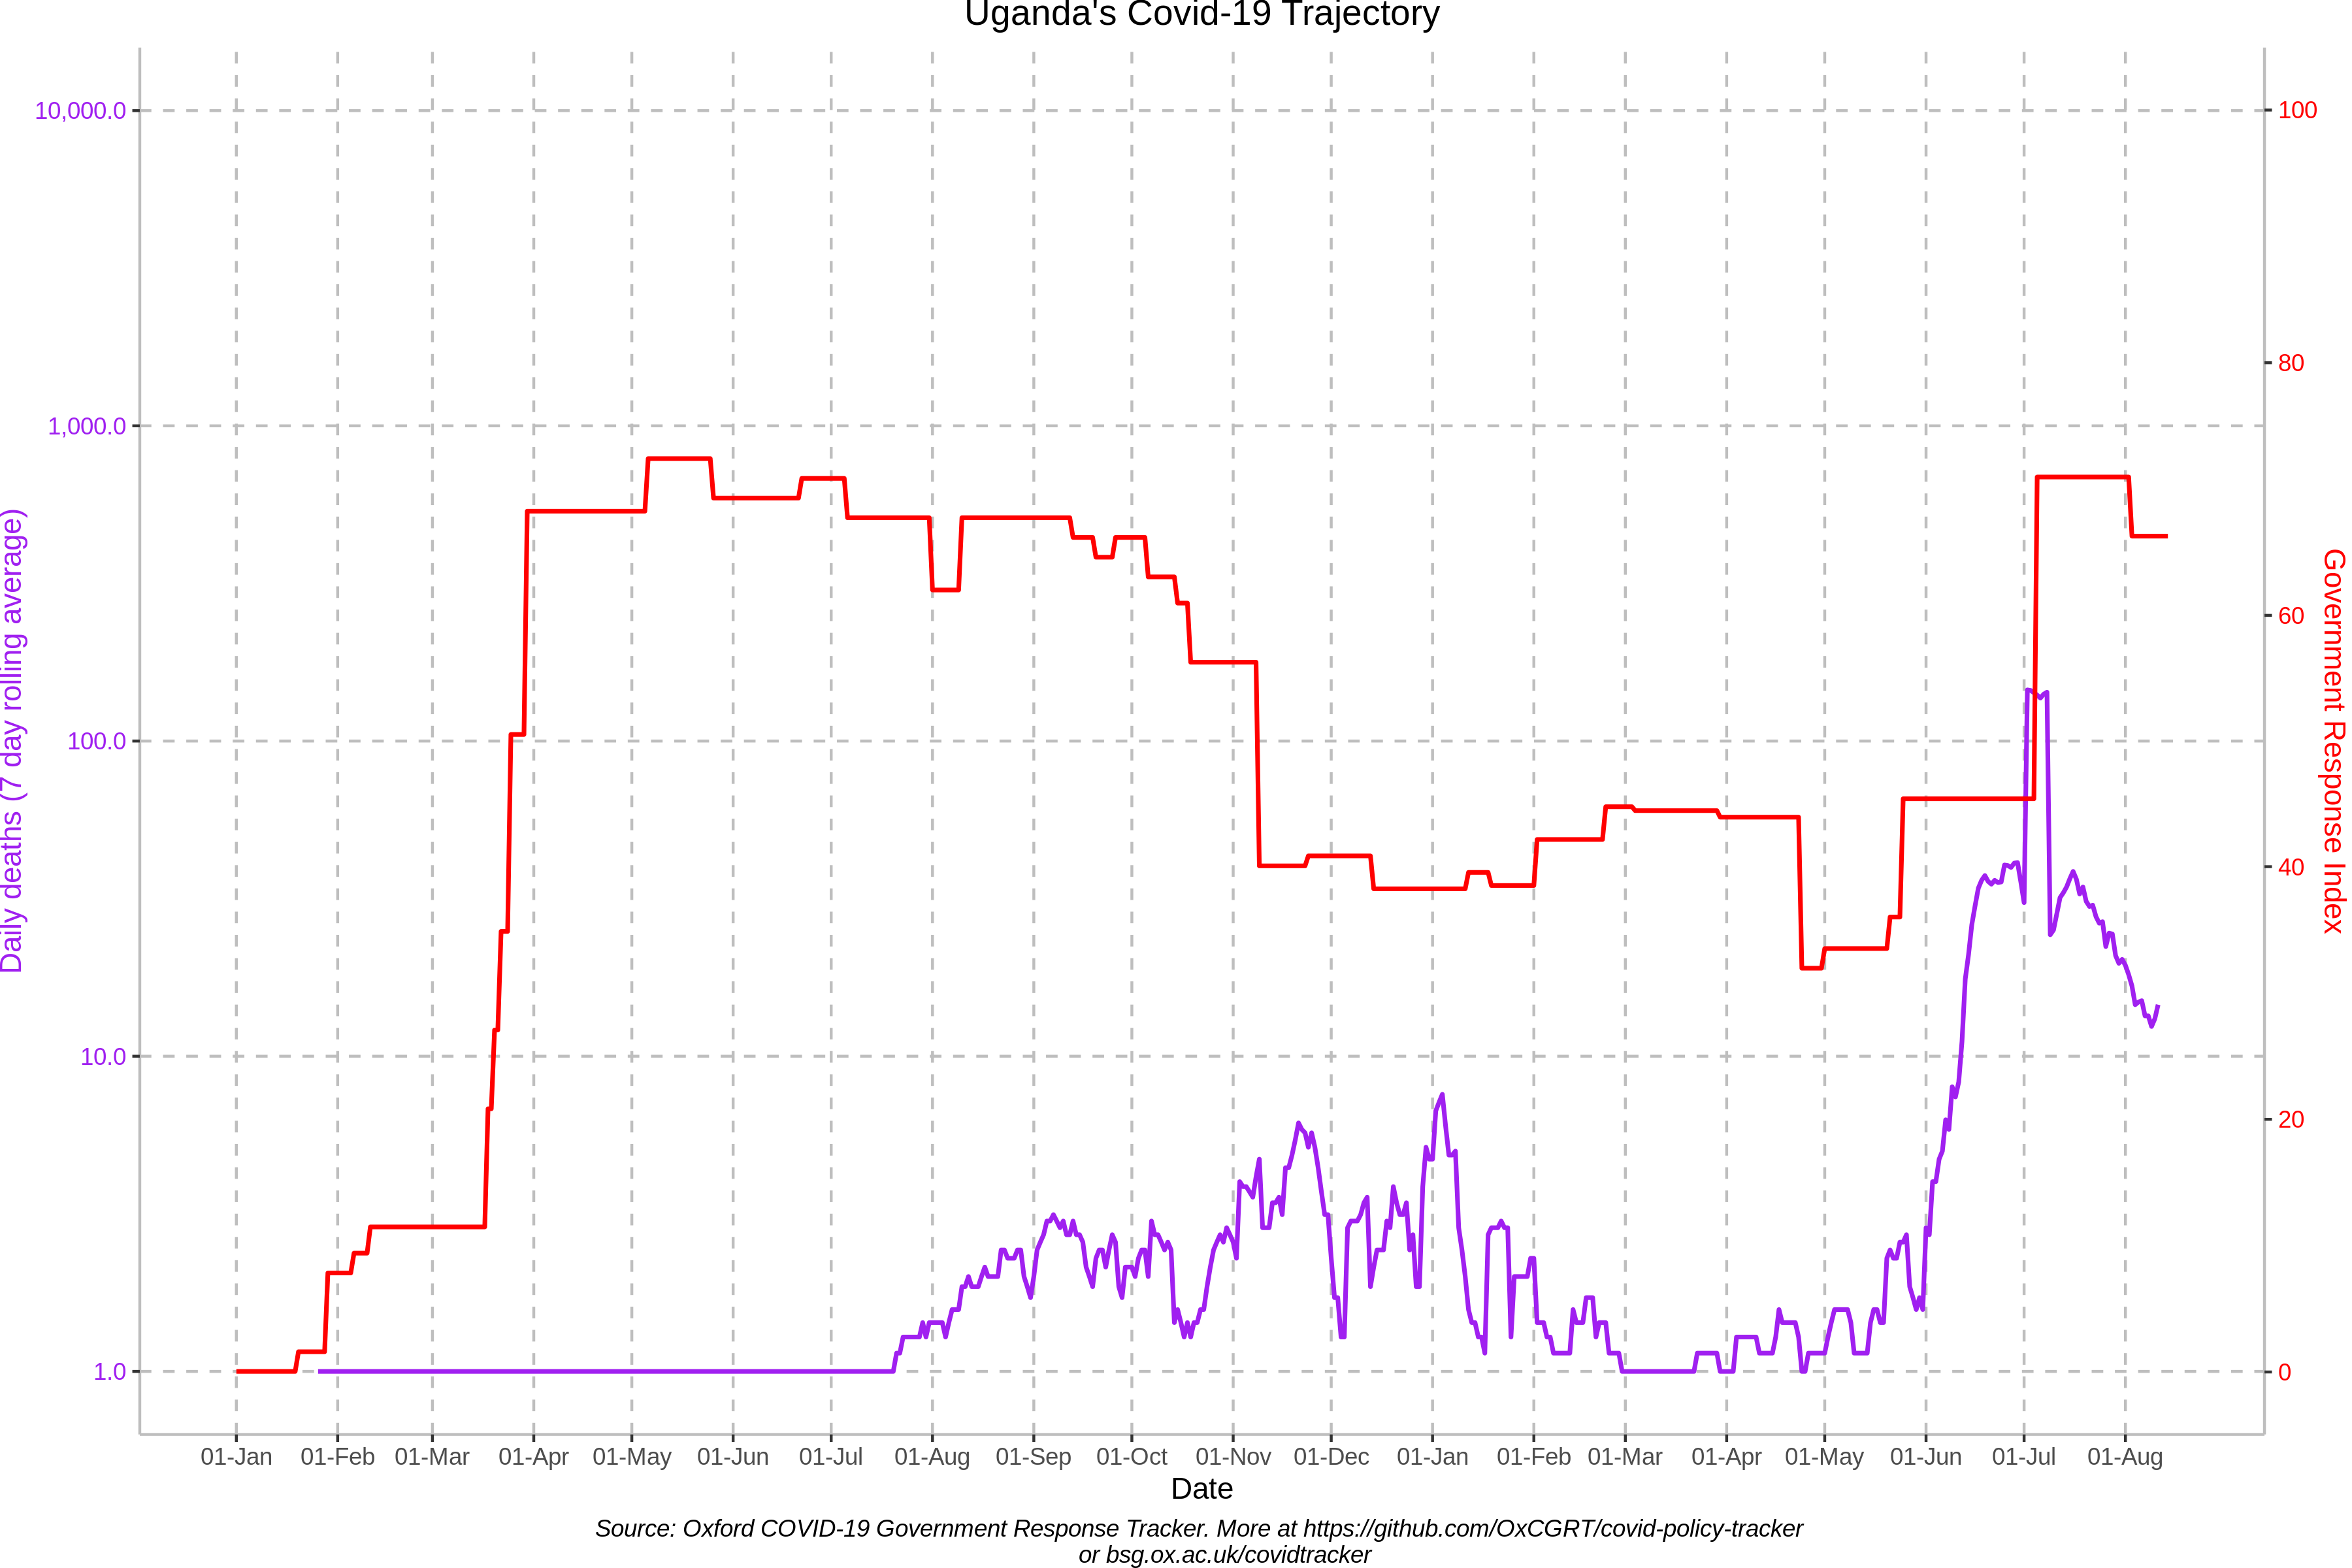 Uganda's Covid-19 Trajectory
10,000.0
1,000.0
100.0
10.0
1.0
Daily deaths (7 day rolling average)
100
80
60
40
20
0
Government Response Index
01-Jan 01-Feb 01-Mar 01-Apr 01-May 01-Jun 01-Jul 01-Aug 01-Sep 01-Oct 01-Nov 01-Dec 01-Jan 01-Feb 01-Mar 01-Apr 01-May 01-Jun 01-Jul 01-Aug
Date
Source: Oxford COVID-19 Government Response Tracker. More at https://github.com/OxCGRT/covid-policy-tracker
or bsg.ox.ac.uk/covidtracker